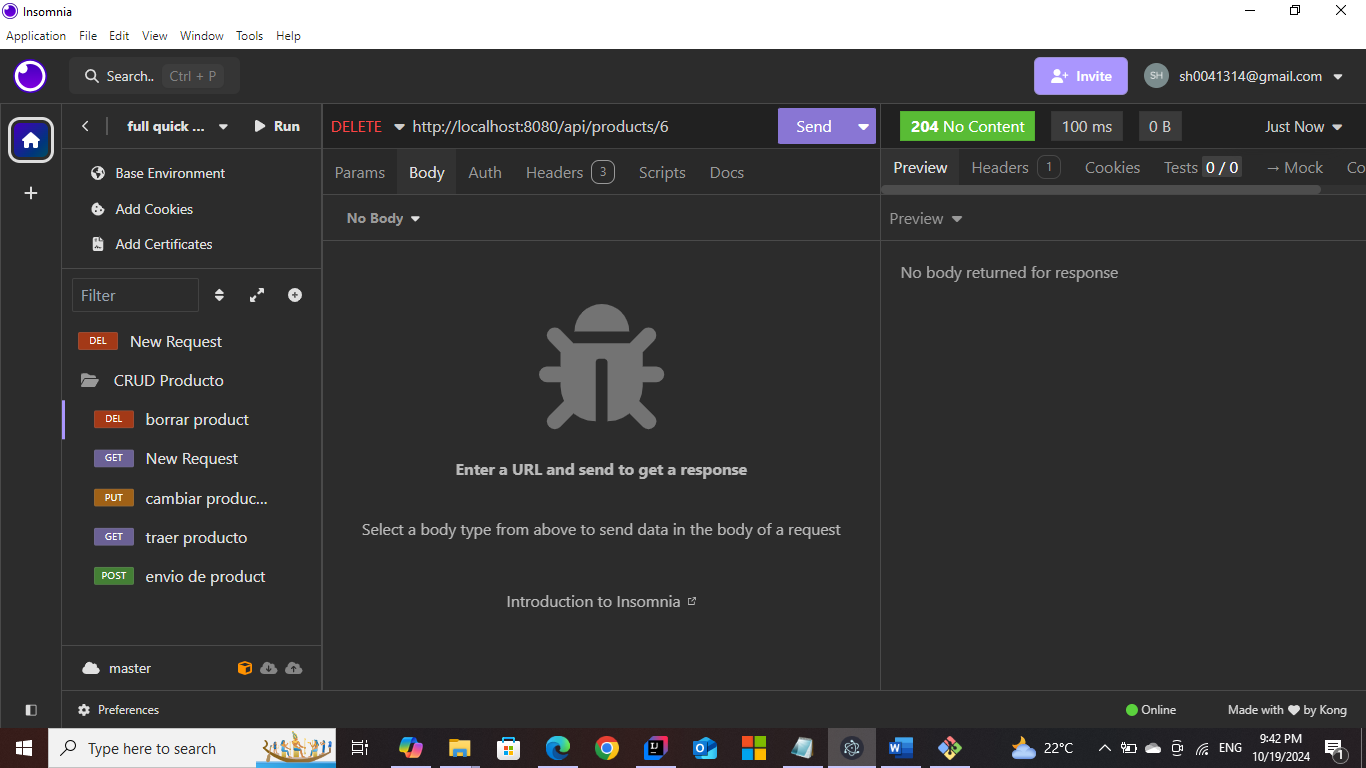 Insomnia
Application File Edit View Window Tools Help
Search.. Ctrl + P
Invite
SH sh0041314@gmail.com
full quick ... Run
DELETE http://localhost:8080/api/products/6 Send
204 No Content 100 ms 0 B Just Now
Base Environment
Add Cookies
Add Certificates
Filter
DEL New Request
CRUD Producto
DEL borrar product
GET New Request
PUT cambiar produc...
GET traer producto
POST envio de product
master
Params Body Auth Headers 3 Scripts Docs
No Body
Enter a URL and send to get a response
Select a body type from above to send data in the body of a request
Introduction to Insomnia
Preview Headers 1 Cookies Tests 0 / 0 → Mock Co
Preview
No body returned for response
Preferences
Online Made with ❤ by Kong
Type here to search
22°C ENG 9:42 PM
10/19/2024
1